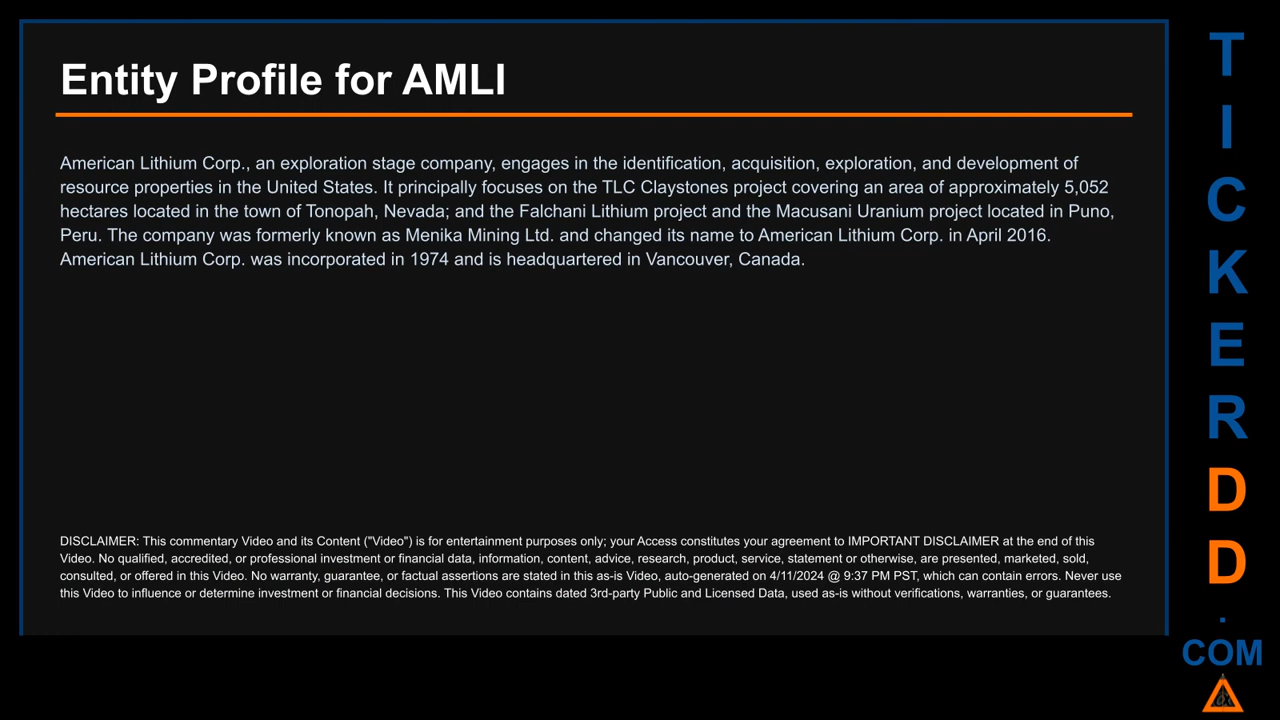 Entity Profile for AMLI
American Lithium Corp., an exploration stage company, engages in the identification, acquisition, exploration, and development of
resource properties in the United States. It principally focuses on the TLC Claystones project covering an area of approximately 5,052
hectares located in the town of Tonopah, Nevada; and the Falchani Lithium project and the Macusani Uranium project located in Puno,
Peru. The company was formerly known as Menika Mining Ltd. and changed its name to American Lithium Corp. in April 2016.
American Lithium Corp. was incorporated in 1974 and is headquartered in Vancouver, Canada.
DISCLAIMER: This commentary Video and its Content ("Video") is for entertainment purposes only; your Access constitutes your agreement to IMPORTANT DISCLAIMER at the end of this
Video. No qualified, accredited, or professional investment or financial data, information, content, advice, research, product, service, statement or otherwise, are presented, marketed, sold,
consulted, or offered in this Video. No warranty, guarantee, or factual assertions are stated in this as-is Video, auto-generated on 4/11/2024 @ 9:37 PM PST, which can contain errors. Never use
this Video to influence or determine investment or financial decisions. This Video contains dated 3rd-party Public and Licensed Data, used as-is without verifications, warranties, or guarantees.
T
I
C
K
E
R
D
D
.
COM